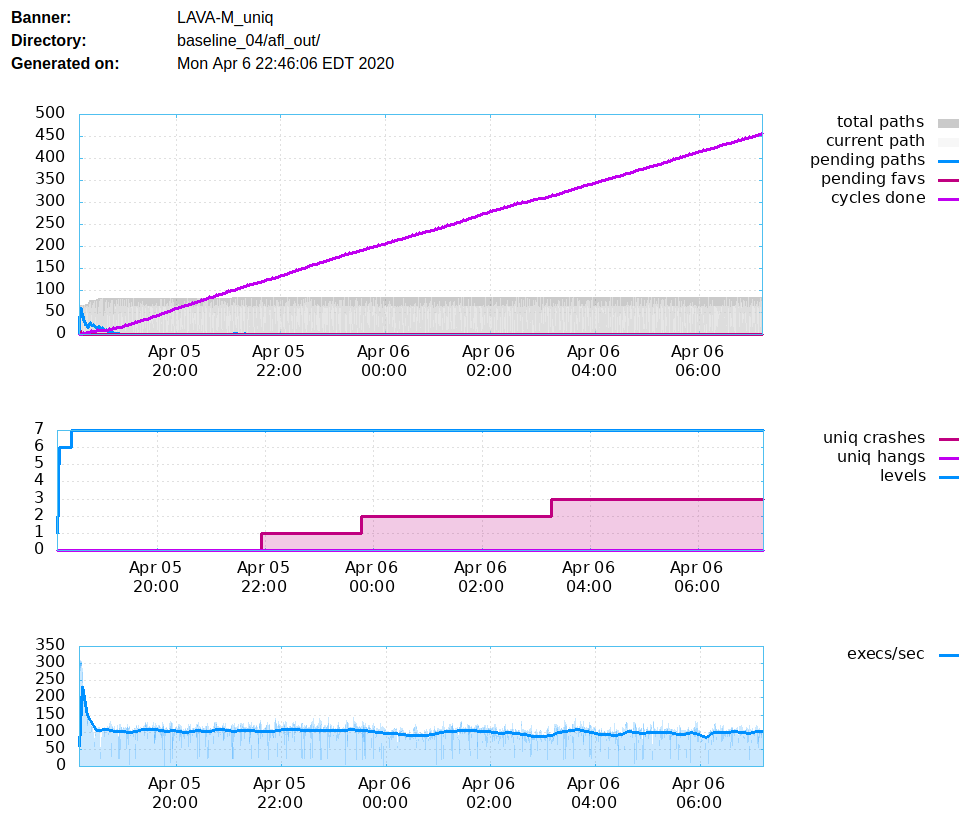 Banner: LAVA-M_uniq
Directory: baseline_04/afl_out/
Generated on: Mon Apr 6 22:46:06 EDT 2020
500
450
400
350
300
250
200
150
100
50
0
Apr 05 Apr 05 Apr 06 Apr 06 Apr 06 Apr 06
20:00 22:00 00:00 02:00 04:00 06:00
total paths
current path
pending paths
pending favs
cycles done
7
6
5
4
3
2
1
0
Apr 05 Apr 05 Apr 06 Apr 06 Apr 06 Apr 06
20:00 22:00 00:00 02:00 04:00 06:00
uniq crashes
uniq hangs
levels
350
300
250
200
150
100
50
0
Apr 05 Apr 05 Apr 06 Apr 06 Apr 06 Apr 06
20:00 22:00 00:00 02:00 04:00 06:00
execs/sec